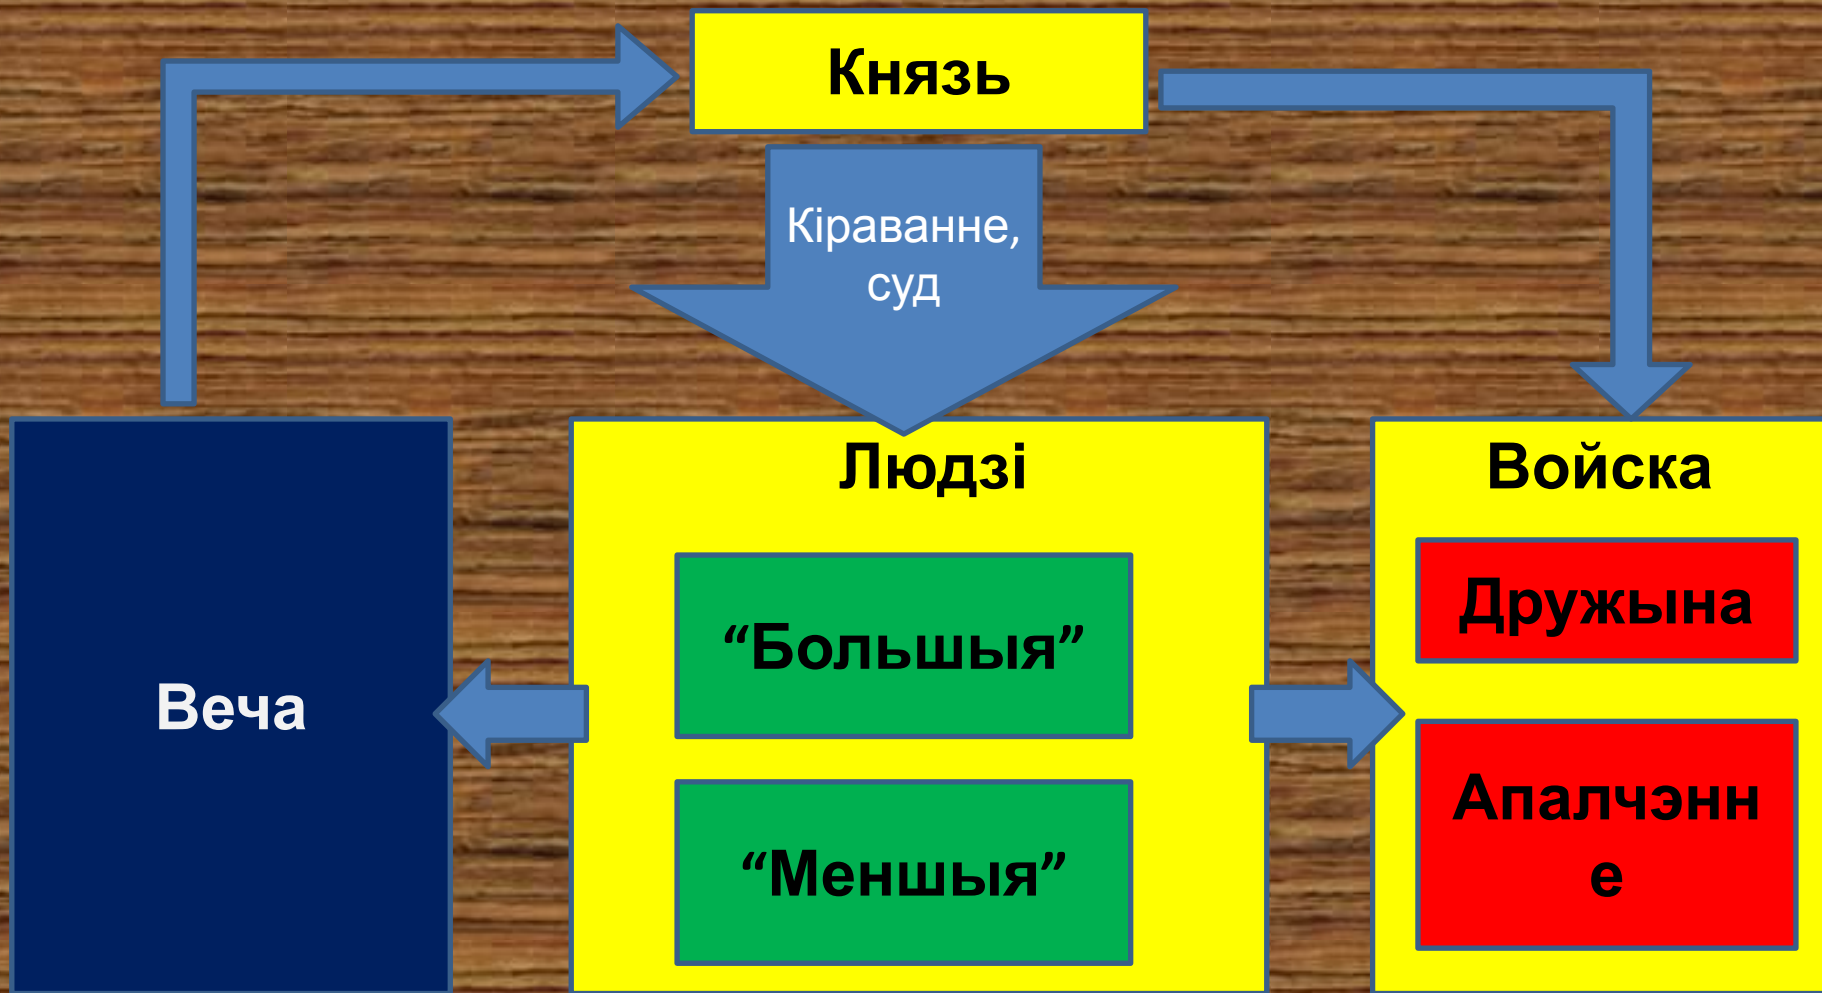 Князь
Кіраванне,
суд
Веча
Людзі
“Большыя”
“Меншыя”
Войска
Дружына
Апалчэнн
е